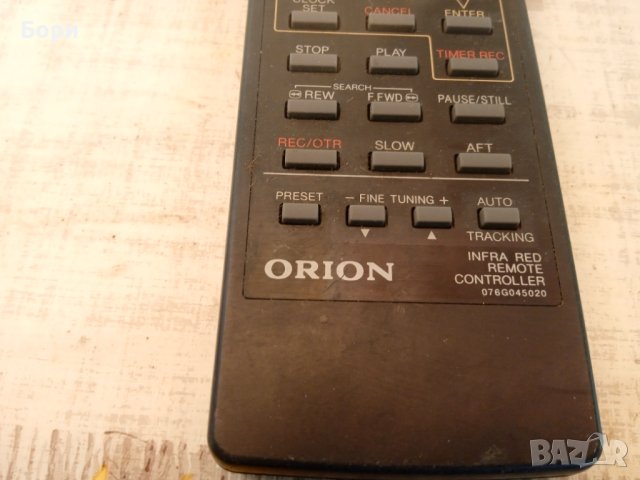 Бори
CLOCK SET
CANCEL
ENTER
STOP
PLAY
TIMER REC
SEARCH
REW
F.FWD
PAUSE/STILL
REC/OTR
SLOW
AFT
PRESET
− FINE TUNING +
AUTO
▼
▲
TRACKING
ORION
INFRA RED
REMOTE
CONTROLLER
076G045020
BAZAR